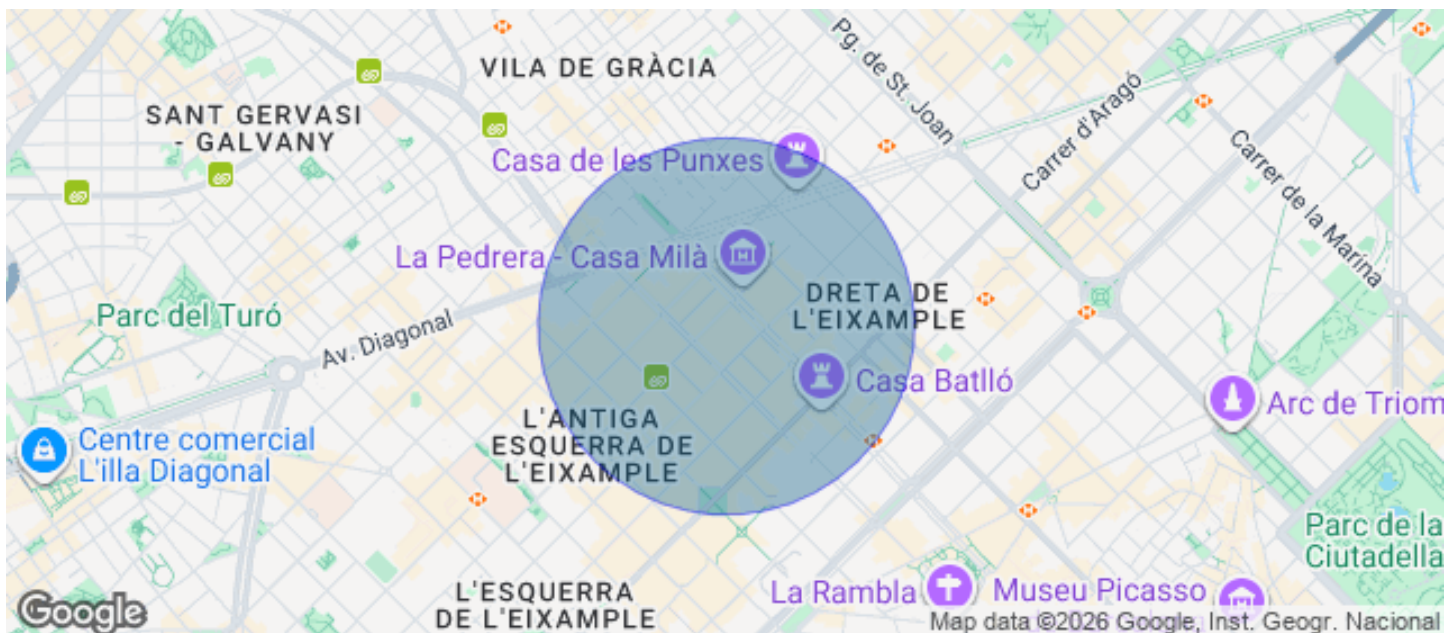 VILA DE GRÀCIA
Pg. de St. Joan
Carrer d'Aragó
SANT GERVASI
- GALVANY
Casa de les Punxes
Carrer de la Marina
La Pedrera - Casa Milà
DRETA DE
L'EIXAMPLE
Parc del Turó
Av. Diagonal
Casa Batlló
Arc de Triom
L'ANTIGA
ESQUERRA DE
L'EIXAMPLE
Centre comercial
L'illa Diagonal
Parc de la
Ciutadella
L'ESQUERRA
DE L'EIXAMPLE
La Rambla
Museu Picasso
Google
Map data ©2026 Google, Inst. Geogr. Nacional